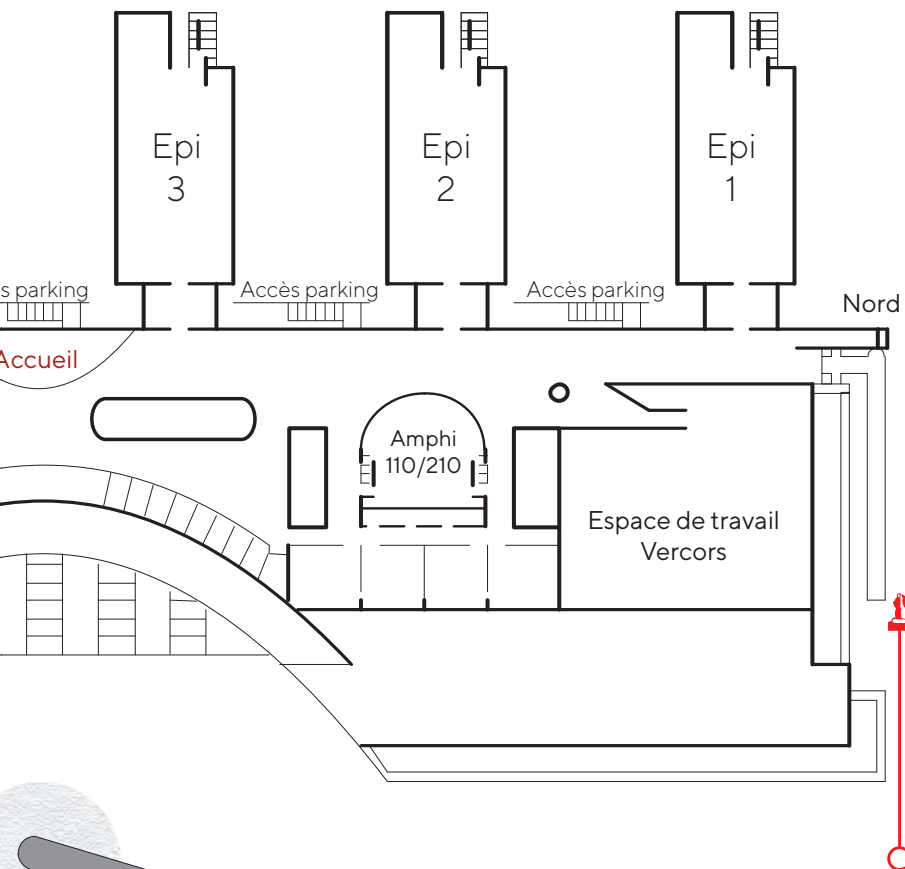 Epi
3
Epi
2
Epi
1
s parking
Accès parking
Accès parking
Nord
Accueil
Amphi
110/210
Espace de travail
Vercors